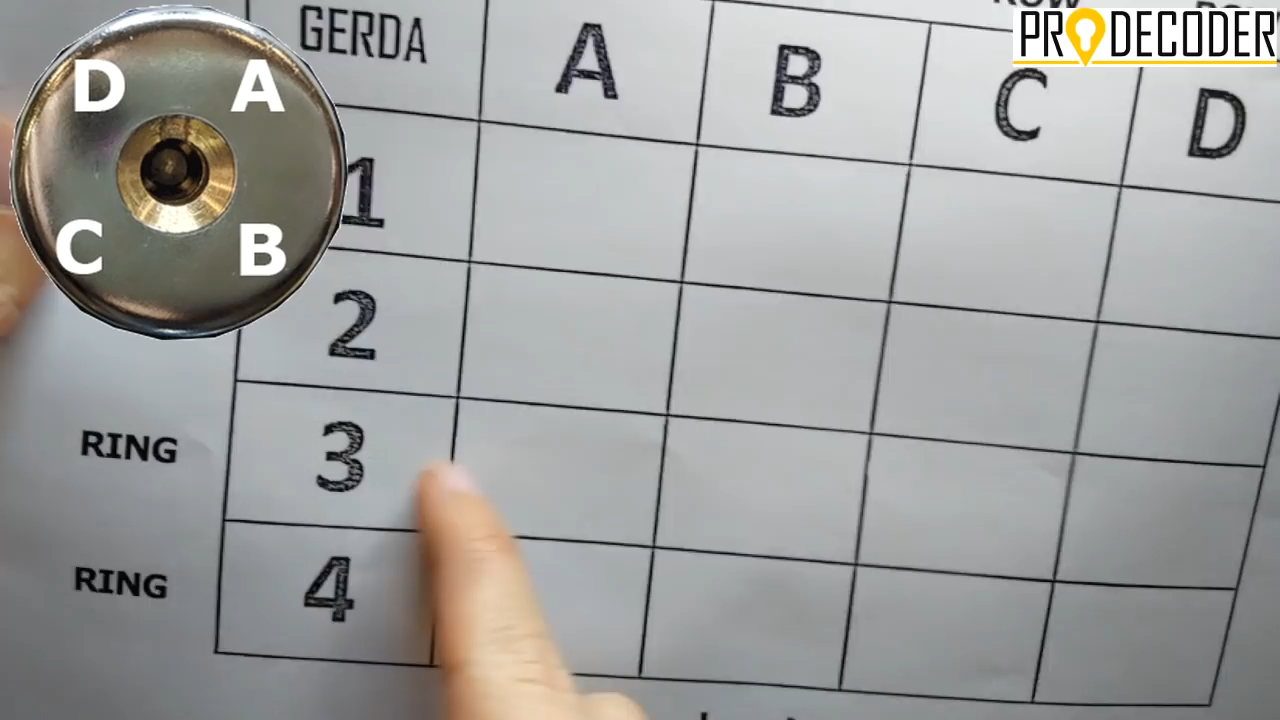 PRODECODER
GERDA A B C D
D A
C B
1
2
RING 3
RING 4